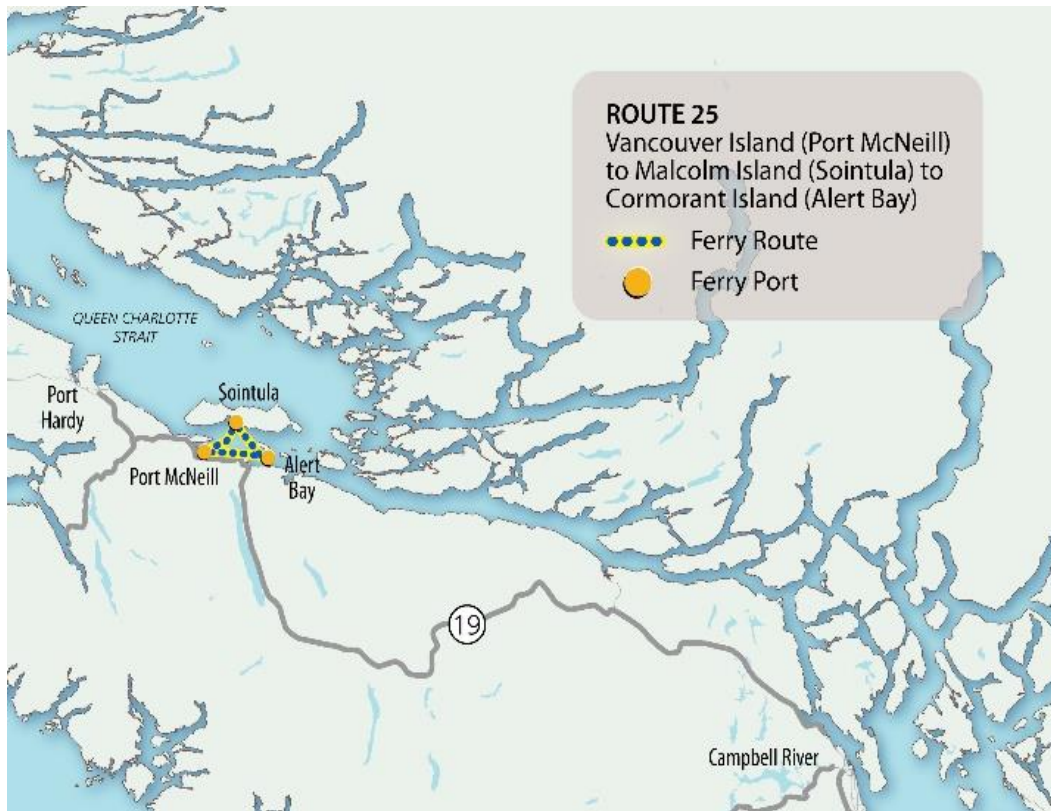 ROUTE 25
Vancouver Island (Port McNeill)
to Malcolm Island (Sointula) to
Cormorant Island (Alert Bay)
Ferry Route
Ferry Port
QUEEN CHARLOTTE
STRAIT
Port
Hardy
Sointula
Port McNeill
Alert
Bay
19
Campbell River